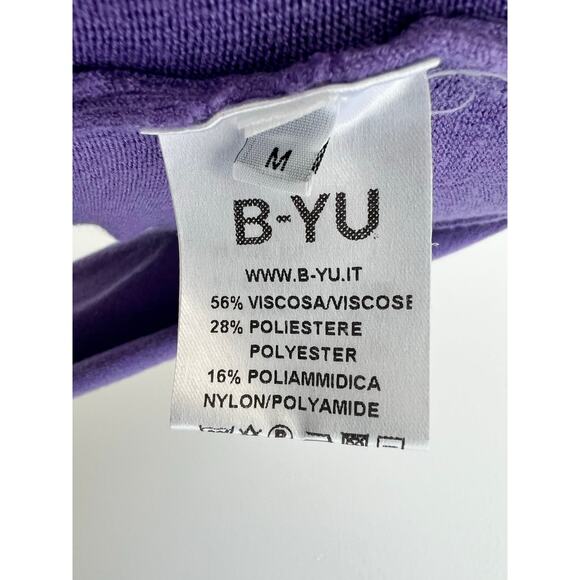 M
B-YU
WWW.B-YU.IT
56% VISCOSA/VISCOSE
28% POLIESTERE
POLYESTER
16% POLIAMMIDICA
NYLON/POLYAMIDE